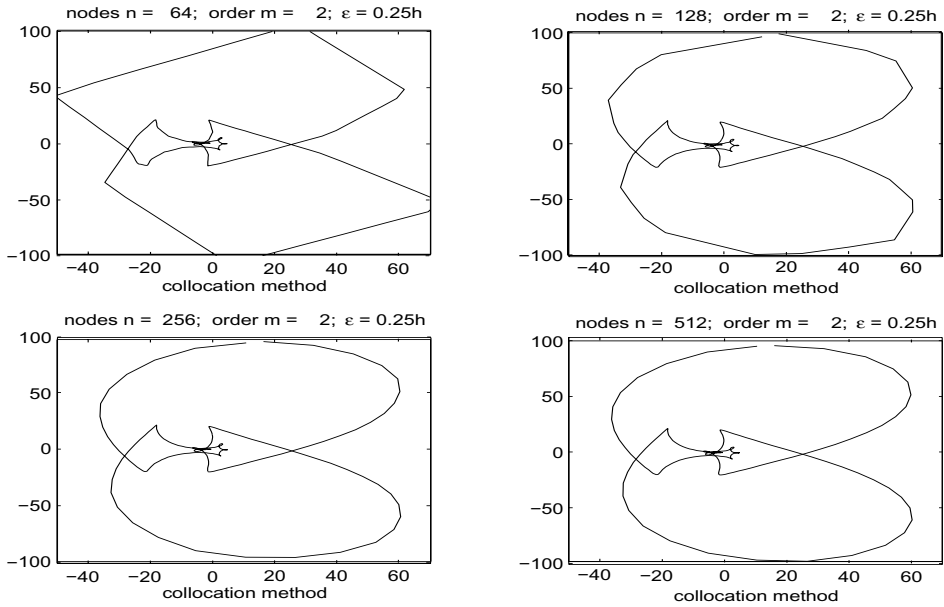 nodes n = 64; order m = 2; ε = 0.25h
100
50
0
−50
−100
−40 −20 0 20 40 60
collocation method
nodes n = 128; order m = 2; ε = 0.25h
100
50
0
−50
−100
−40 −20 0 20 40 60
collocation method
nodes n = 256; order m = 2; ε = 0.25h
100
50
0
−50
−100
−40 −20 0 20 40 60
collocation method
nodes n = 512; order m = 2; ε = 0.25h
100
50
0
−50
−100
−40 −20 0 20 40 60
collocation method